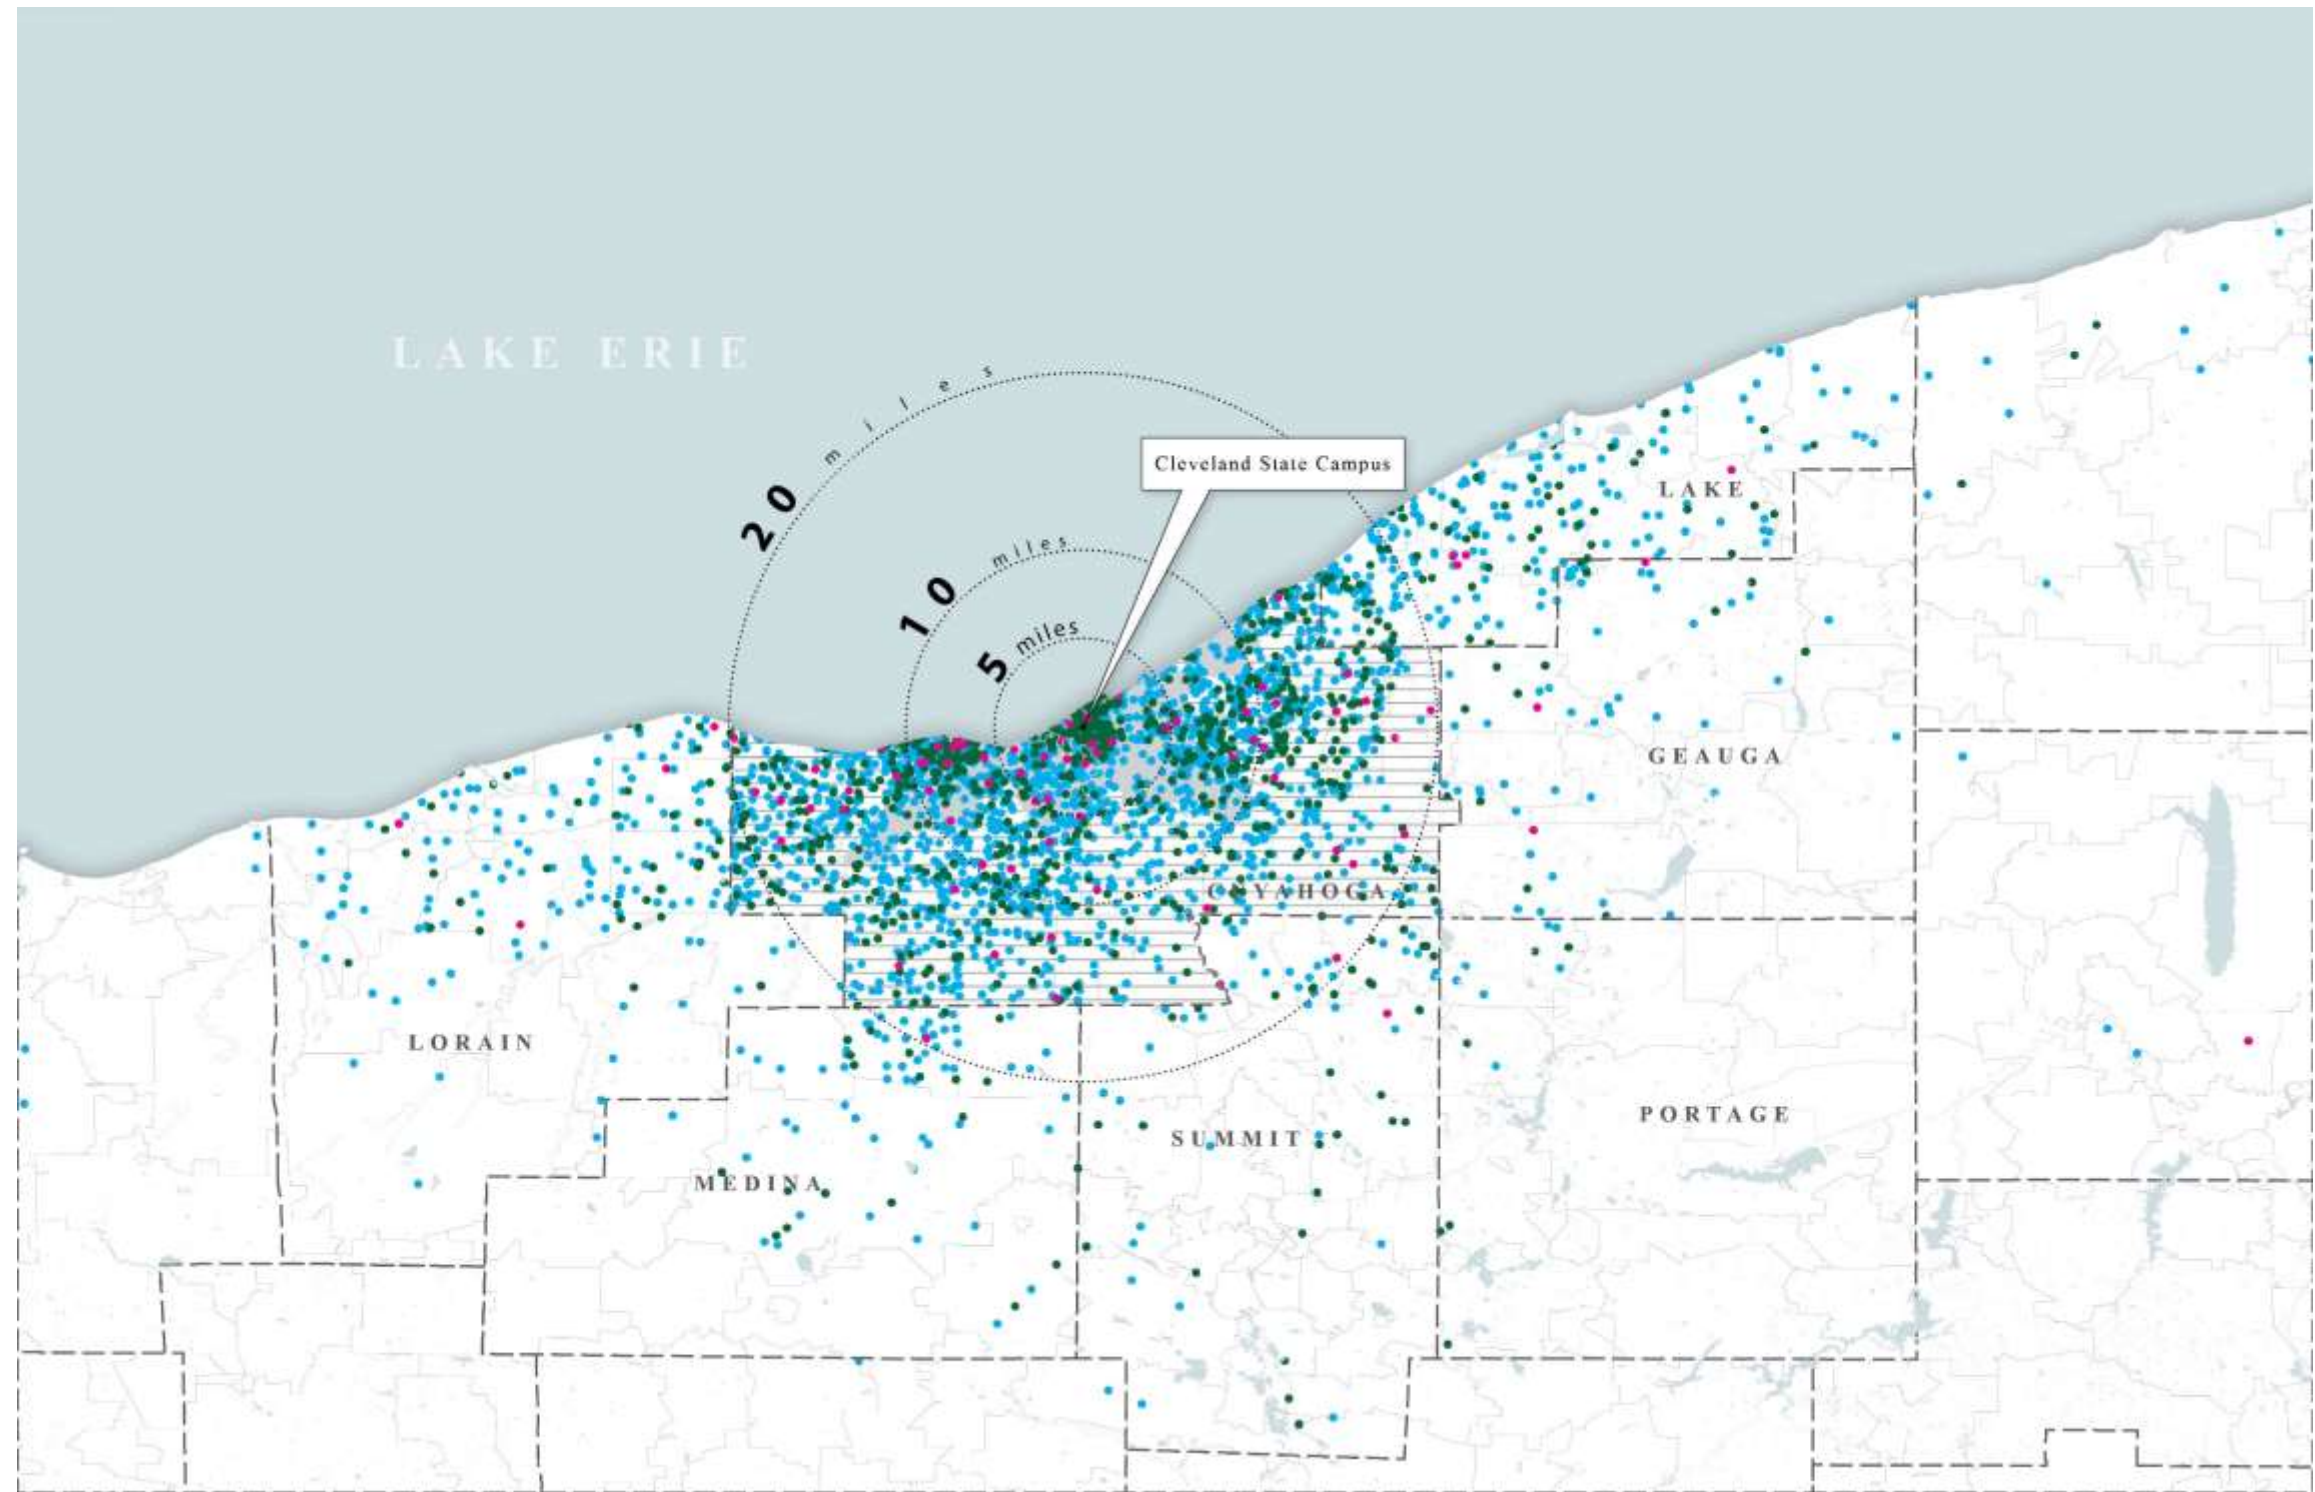 LAKE ERIE
20 miles
10 miles
5 miles
Cleveland State Campus
LAKE
GEAUGA
CUYAHOGA
LORAIN
PORTAGE
SUMMIT
MEDINA